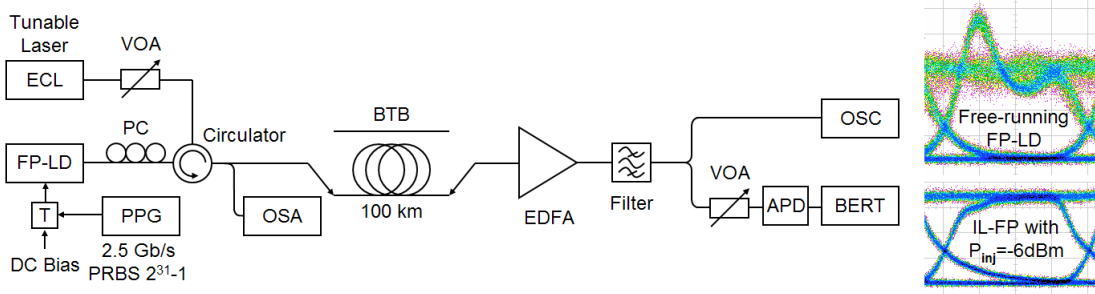 Tunable
Laser
ECL
VOA
PC
Circulator
FP-LD
T
PPG
DC Bias
2.5 Gb/s
PRBS 2³¹-1
OSA
BTB
100 km
EDFA
Filter
OSC
VOA
APD
BERT
Free-running
FP-LD
IL-FP with
Pinj=-6dBm